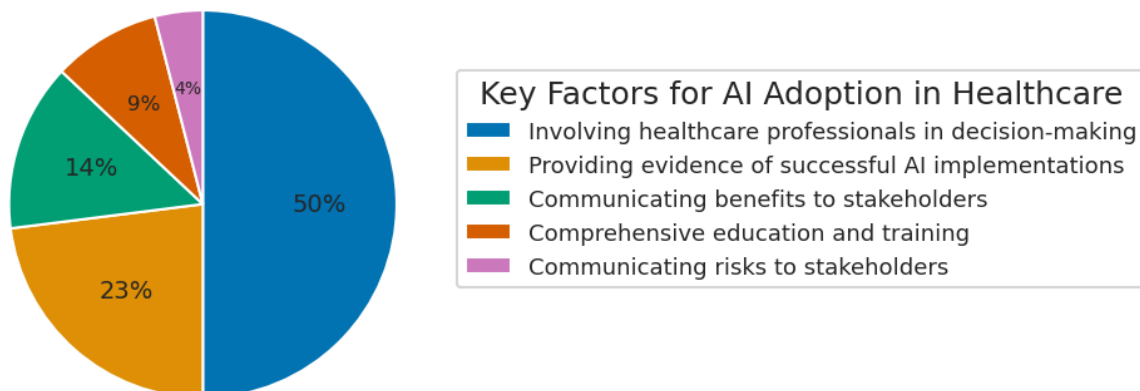 4%
9%
14%
50%
23%
Key Factors for AI Adoption in Healthcare
Involving healthcare professionals in decision-making
Providing evidence of successful AI implementations
Communicating benefits to stakeholders
Comprehensive education and training
Communicating risks to stakeholders